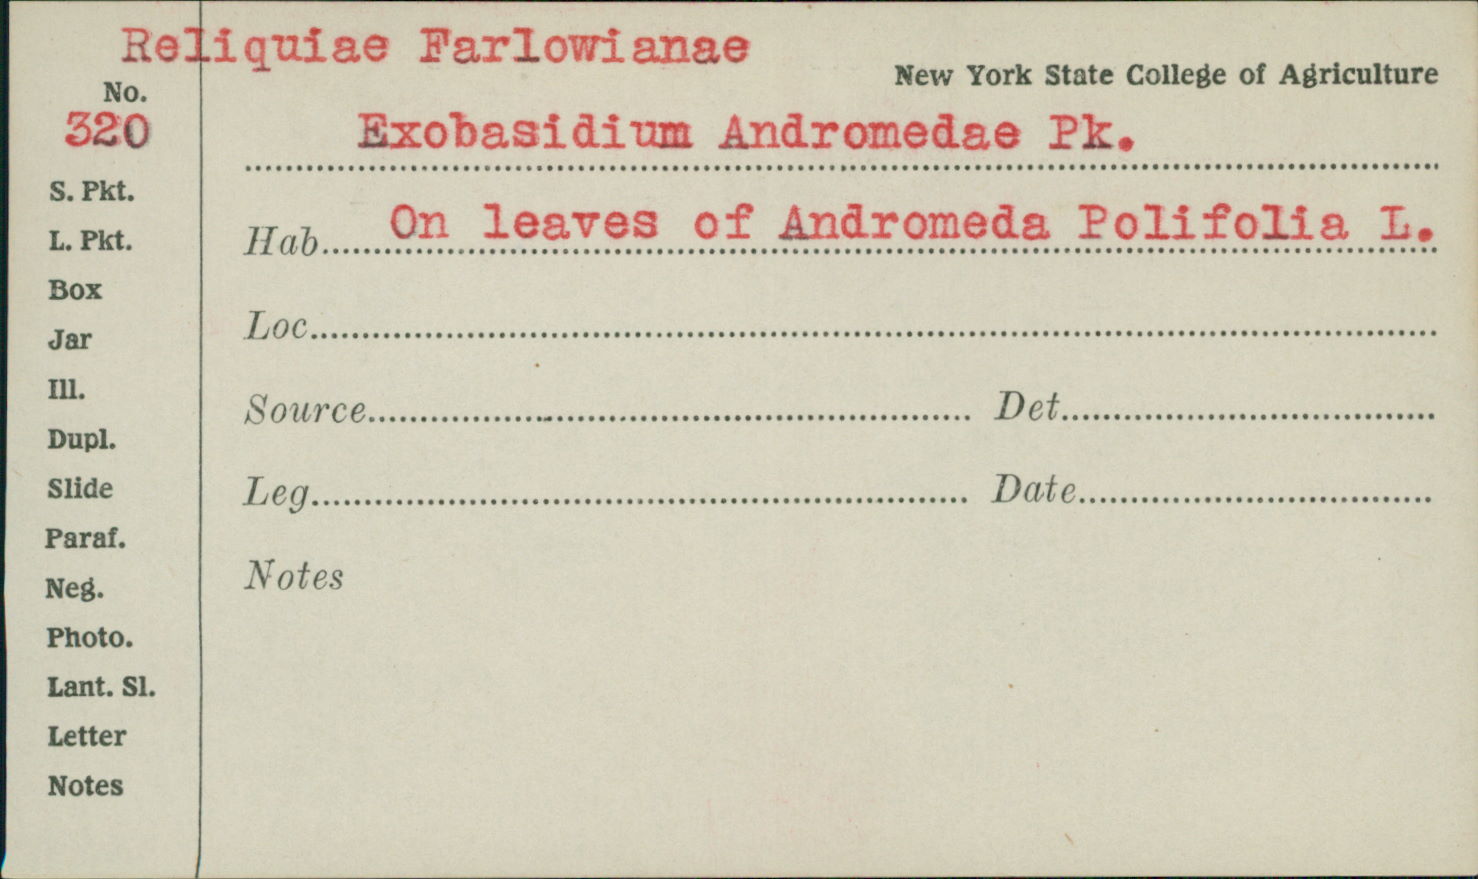 Reliquiae Farlowianae
New York State College of Agriculture
No.
320
Exobasidium Andromedae Pk.
S. Pkt.
L. Pkt.
Box
Jar
Ill.
Dupl.
Slide
Paraf.
Neg.
Photo.
Lant. Sl.
Letter
Notes
Hab. On leaves of Andromeda Polifolia L.
Loc.
Source Det.
Leg. Date
Notes